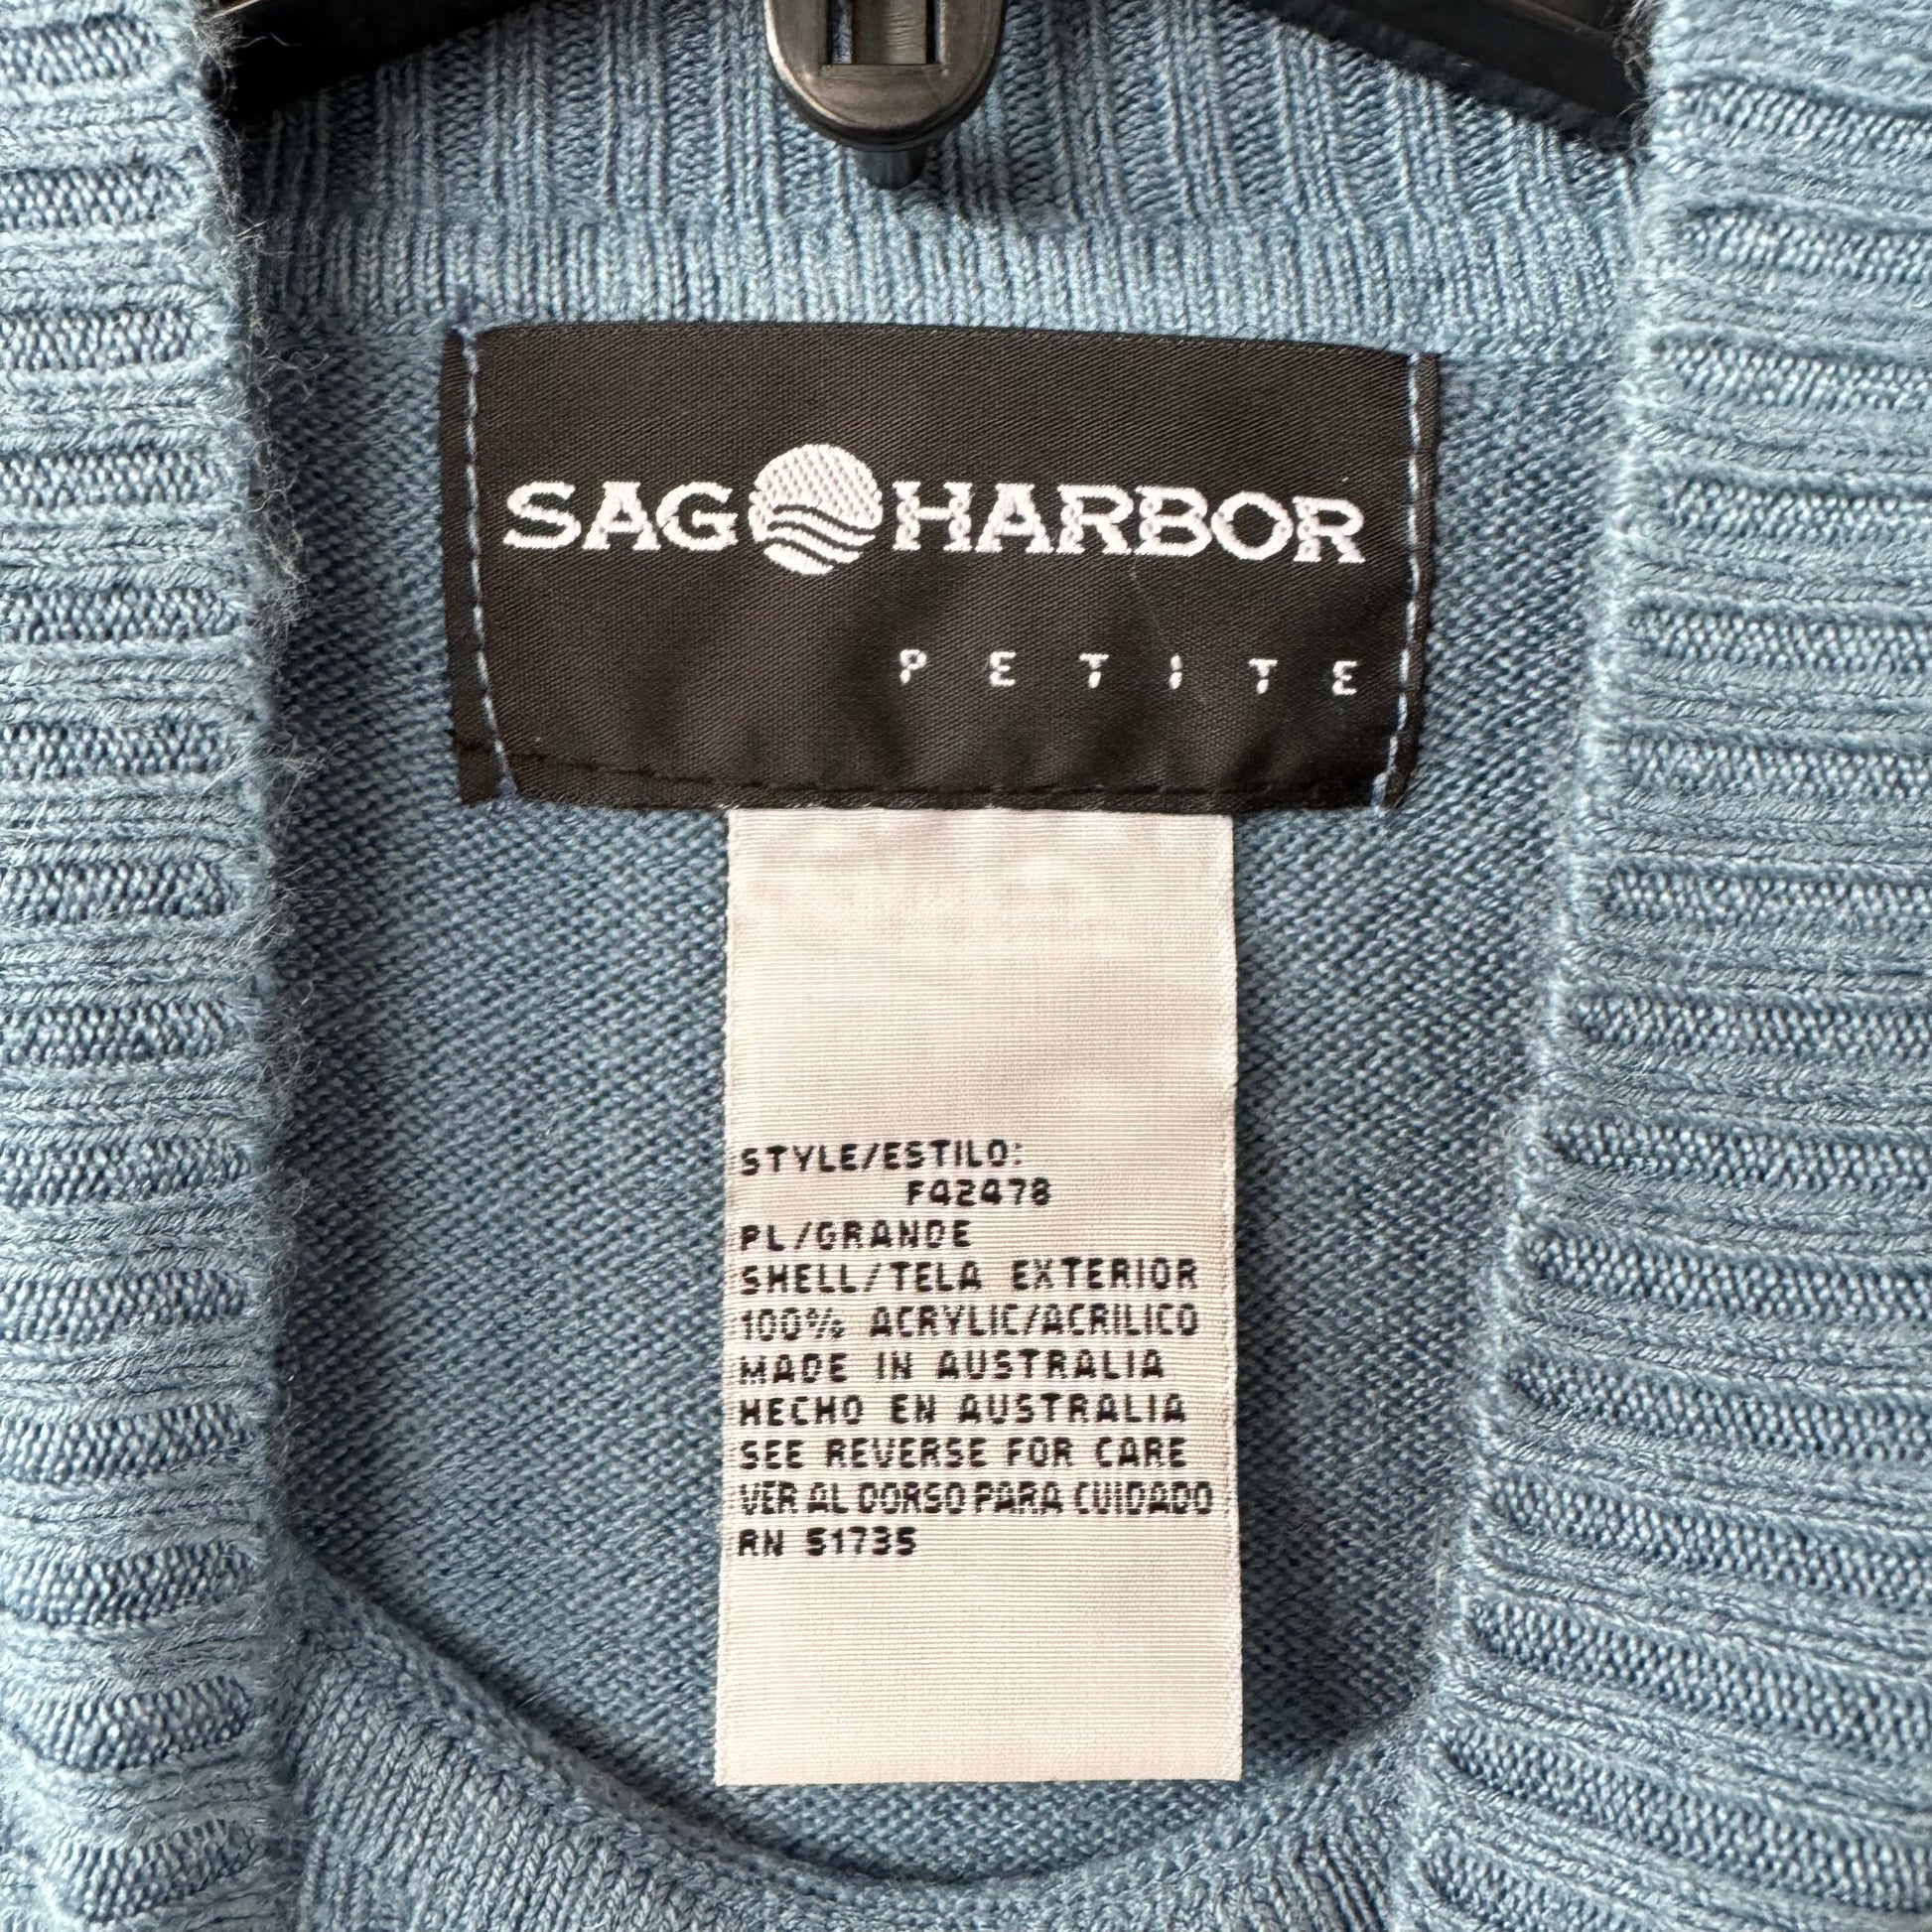 SAG HARBOR
PETITE
STYLE/ESTILO:
F42478
PL/GRANDE
SHELL/TELA EXTERIOR
100% ACRYLIC/ACRILICO
MADE IN AUSTRALIA
HECHO EN AUSTRALIA
SEE REVERSE FOR CARE
VER AL DORSO PARA CUIDADO
RN 51735